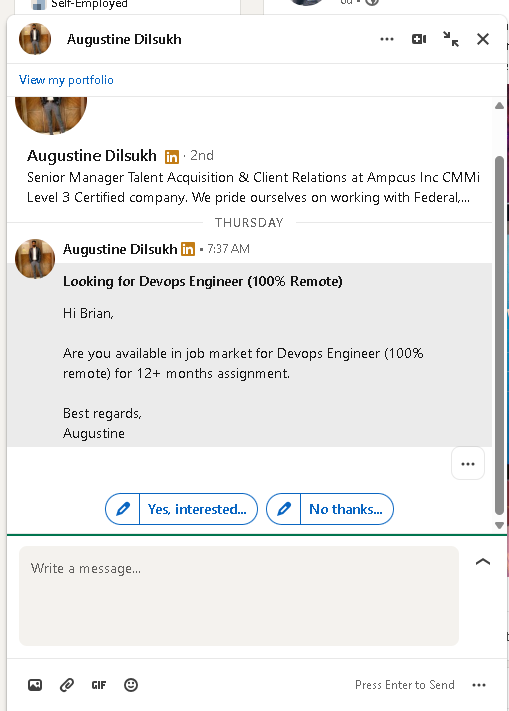 Self-Employed
Augustine Dilsukh
View my portfolio
Augustine Dilsukh in · 2nd
Senior Manager Talent Acquisition & Client Relations at Ampcus Inc CMMi
Level 3 Certified company. We pride ourselves on working with Federal,...
THURSDAY
Augustine Dilsukh in • 7:37 AM
Looking for Devops Engineer (100% Remote)
Hi Brian,
Are you available in job market for Devops Engineer (100%
remote) for 12+ months assignment.
Best regards,
Augustine
Yes, interested...
No thanks...
Write a message...
GIF
Press Enter to Send